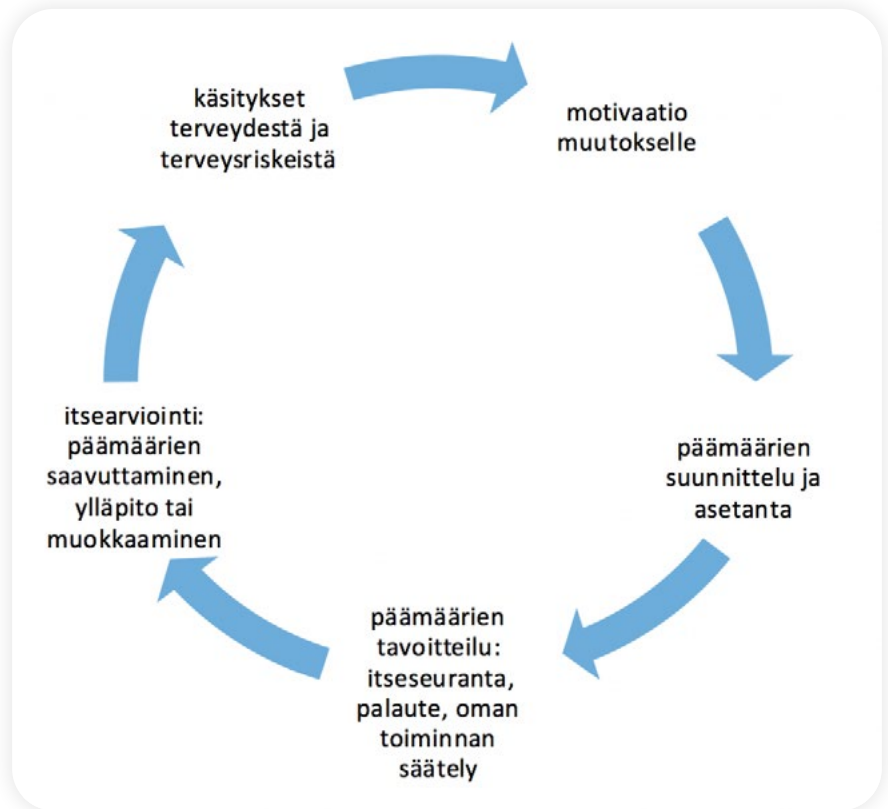 käsitykset
terveydestä ja
terveysriskeistä
motivaatio
muutokselle
päämäärien
suunnittelu ja
asetanta
päämäärien
tavoitteilu:
itseseuranta,
palaute, oman
toiminnan
säätely
itsearviointi:
päämäärien
saavuttaminen,
ylläpito tai
muokkaaminen